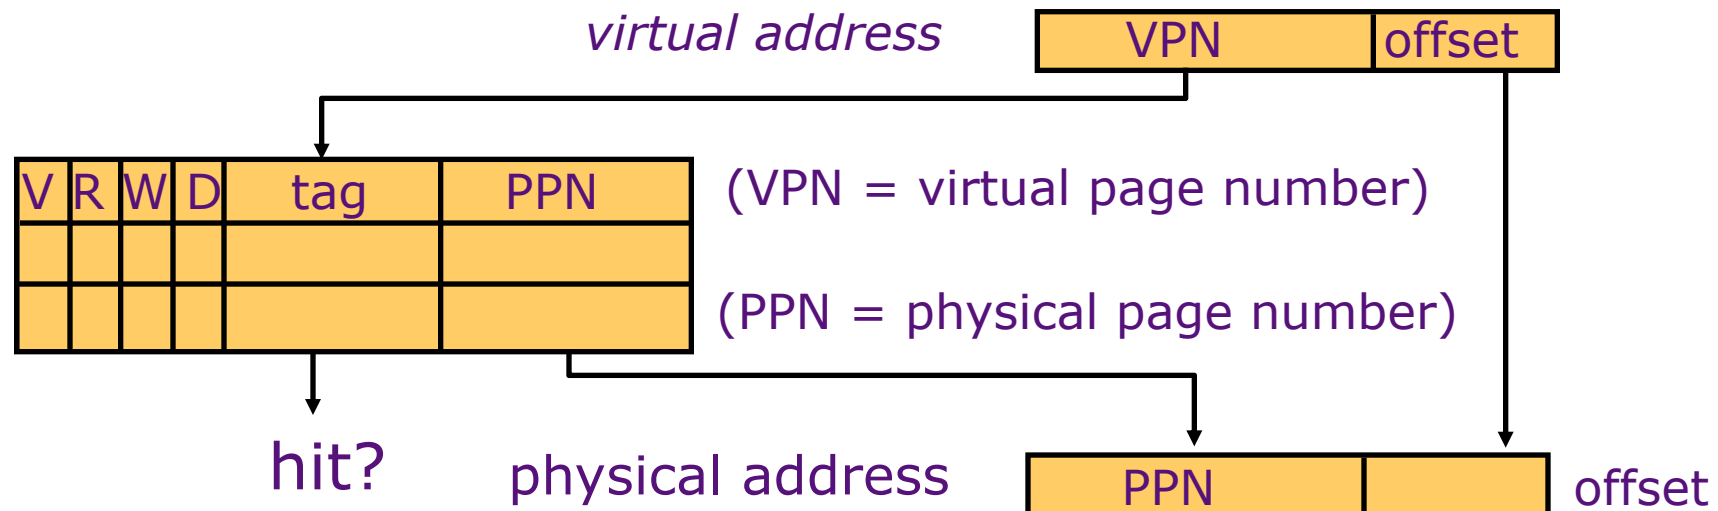 virtual address VPN offset
V R W D tag PPN (VPN = virtual page number)
(PPN = physical page number)
hit? physical address PPN offset